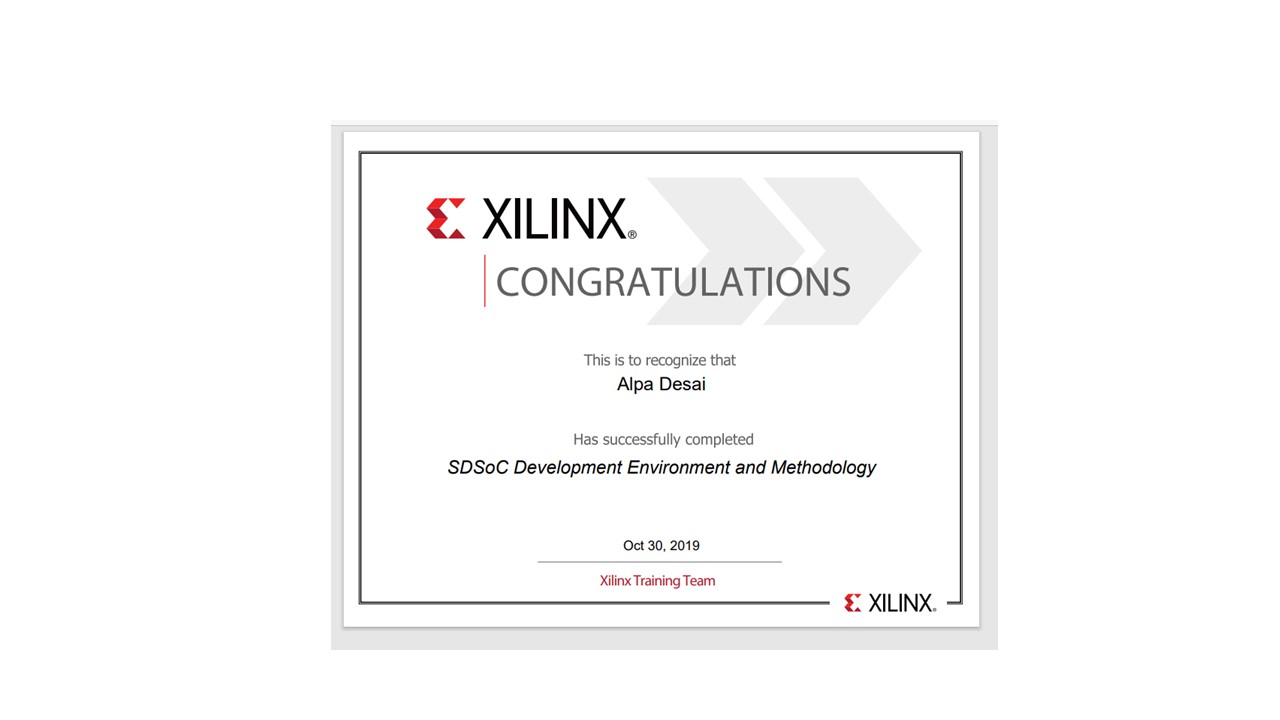 XILINX®
CONGRATULATIONS
This is to recognize that
Alpa Desai
Has successfully completed
SDSoC Development Environment and Methodology
Oct 30, 2019
Xilinx Training Team
XILINX®